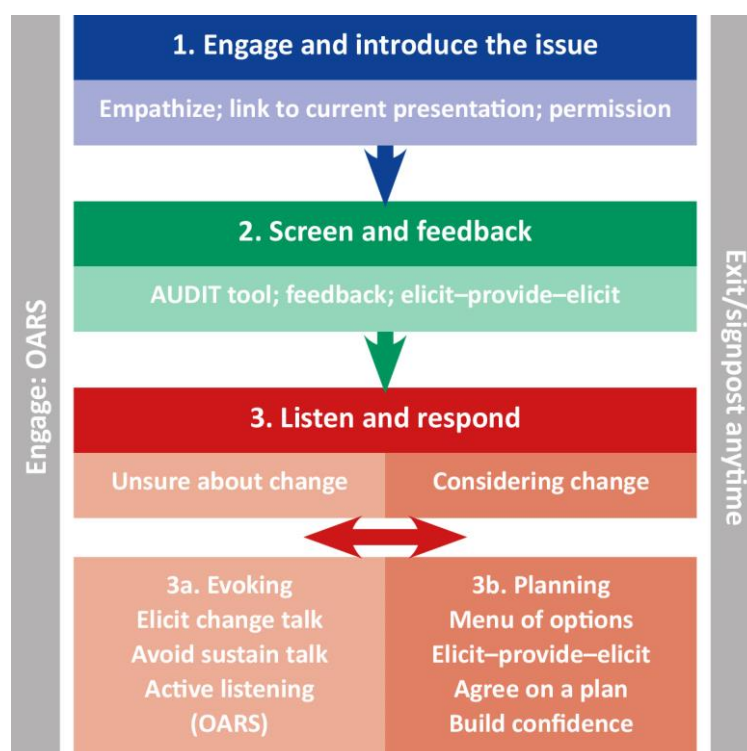 1. Engage and introduce the issue
Empathize; link to current presentation; permission
2. Screen and feedback
AUDIT tool; feedback; elicit–provide–elicit
3. Listen and respond
Unsure about change
Considering change
3a. Evoking
Elicit change talk
Avoid sustain talk
Active listening
(OARS)
3b. Planning
Menu of options
Elicit–provide–elicit
Agree on a plan
Build confidence
Engage: OARS
Exit/signpost anytime